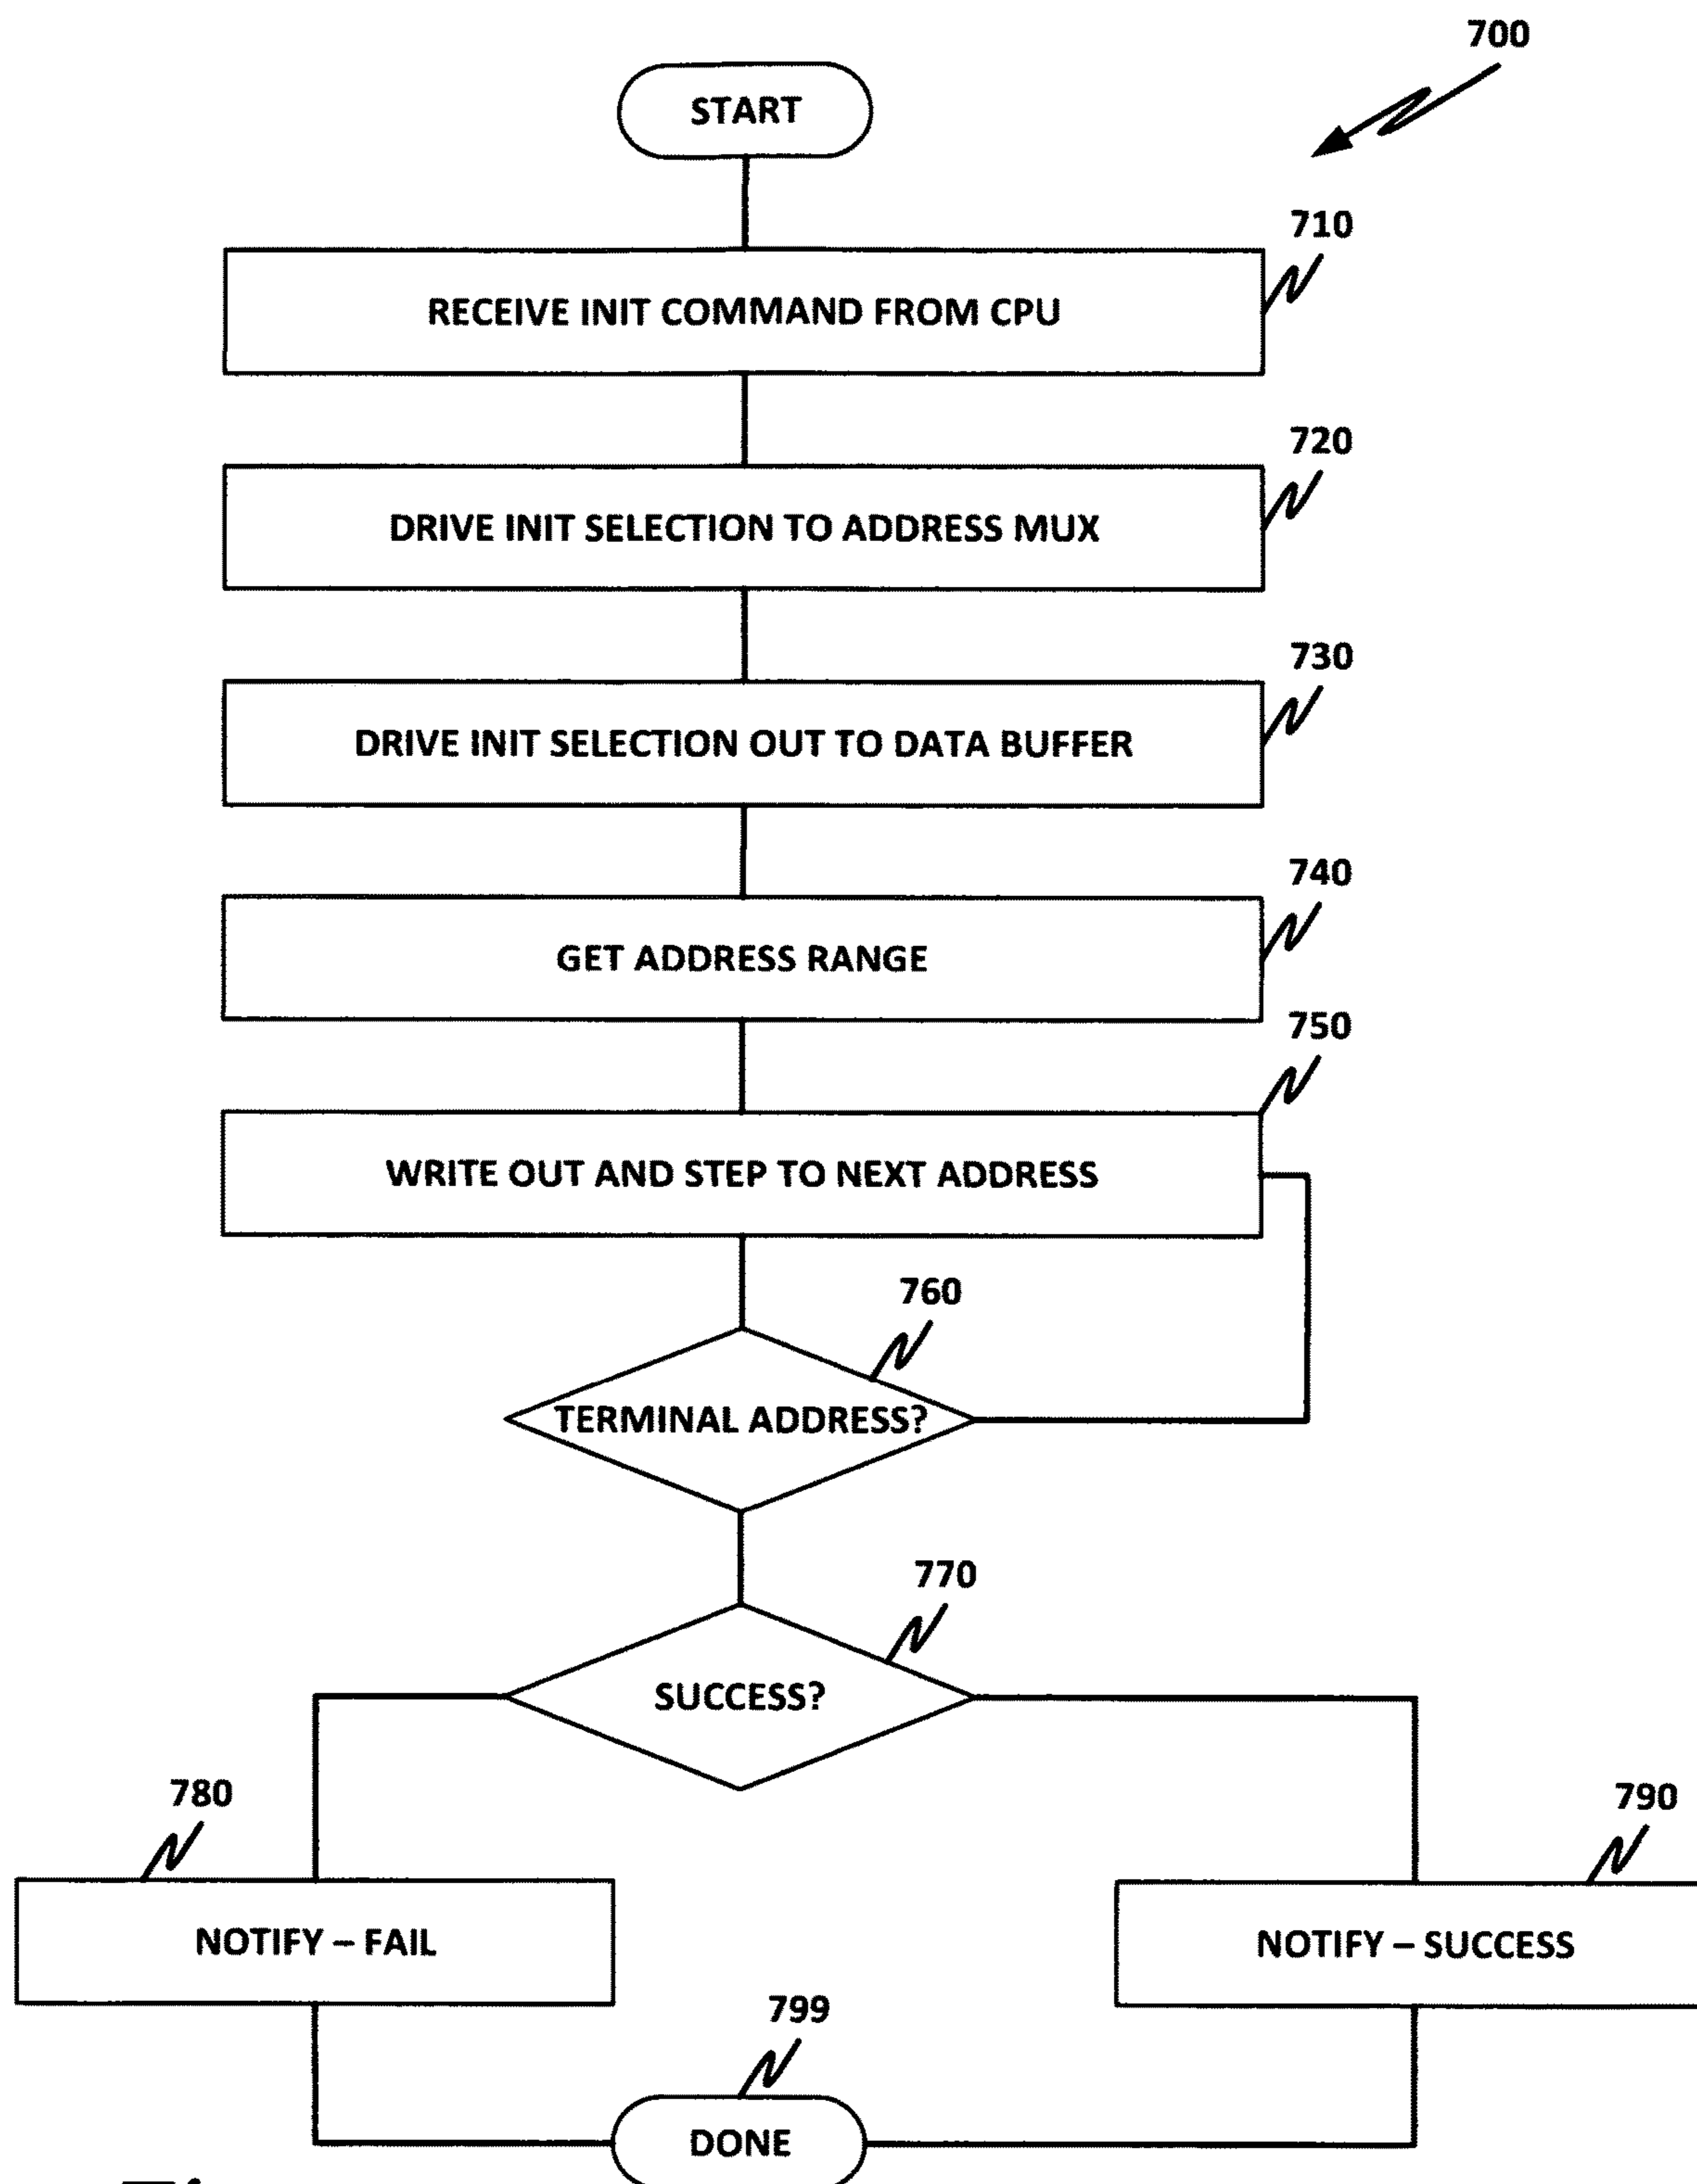 700
START
710
RECEIVE INIT COMMAND FROM CPU
720
DRIVE INIT SELECTION TO ADDRESS MUX
730
DRIVE INIT SELECTION OUT TO DATA BUFFER
740
GET ADDRESS RANGE
750
WRITE OUT AND STEP TO NEXT ADDRESS
760
TERMINAL ADDRESS?
770
SUCCESS?
780
790
NOTIFY – FAIL
NOTIFY – SUCCESS
799
DONE